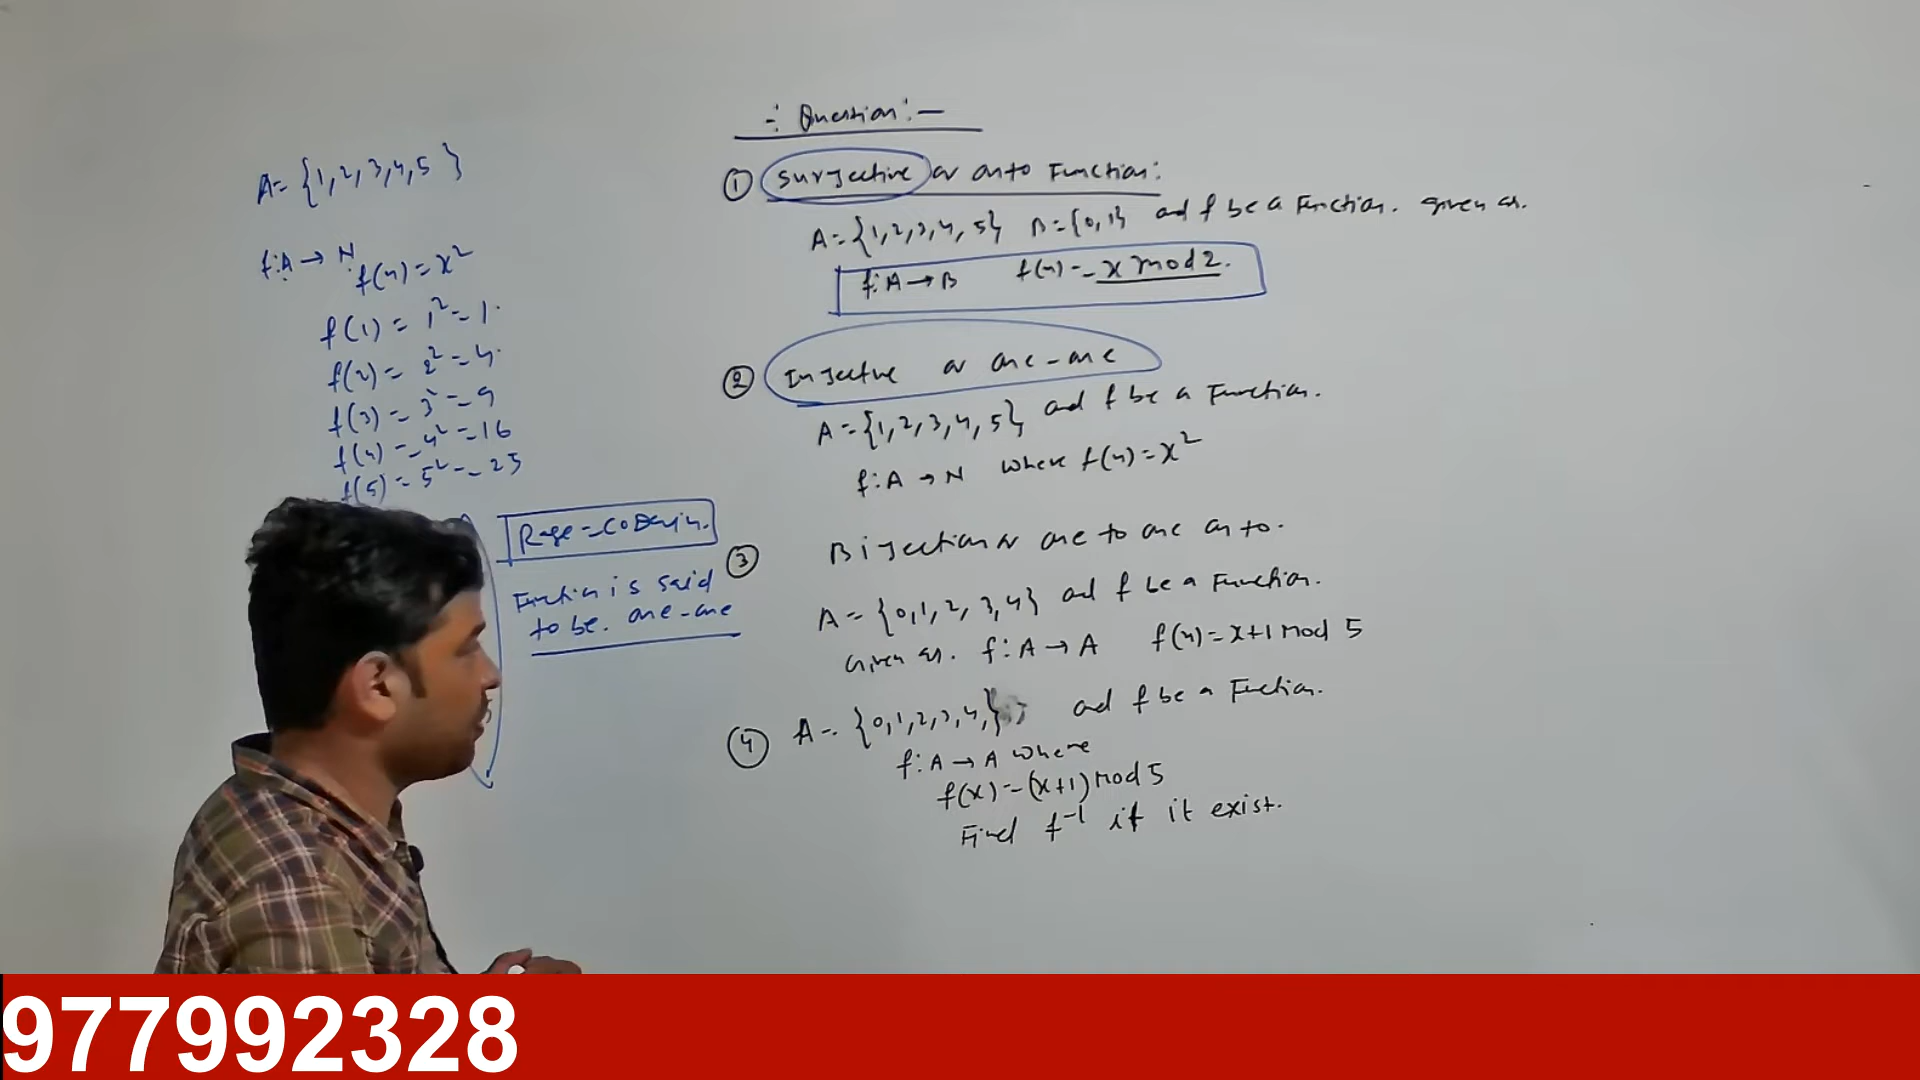 A = {1,2,3,4,5}
f:A → N
f(x) = x²
f(1) = 1² = 1.
f(2) = 2² = 4.
f(3) = 3² = 9
f(4) = 4² = 16
f(5) = 5² = 25
Range = CoDomain.
Function is said
to be. one-one
-: Question:-
① Surjective or onto Function:
A = {1,2,3,4,5} B = {0,1} and f be a Function. given as.
f:A → B f(x) = x mod 2.
② Injective or one-one
A = {1,2,3,4,5} and f be a Function.
f:A → N where f(x) = x²
③ Bijection or one to one onto.
A = {0,1,2,3,4} and f be a Function.
Given as. f:A → A f(x) = x+1 Mod 5
④ A = {0,1,2,3,4,} and f be a Function.
f:A → A where
f(x) = (x+1) Mod 5
Find f⁻¹ if it exist.
977992328